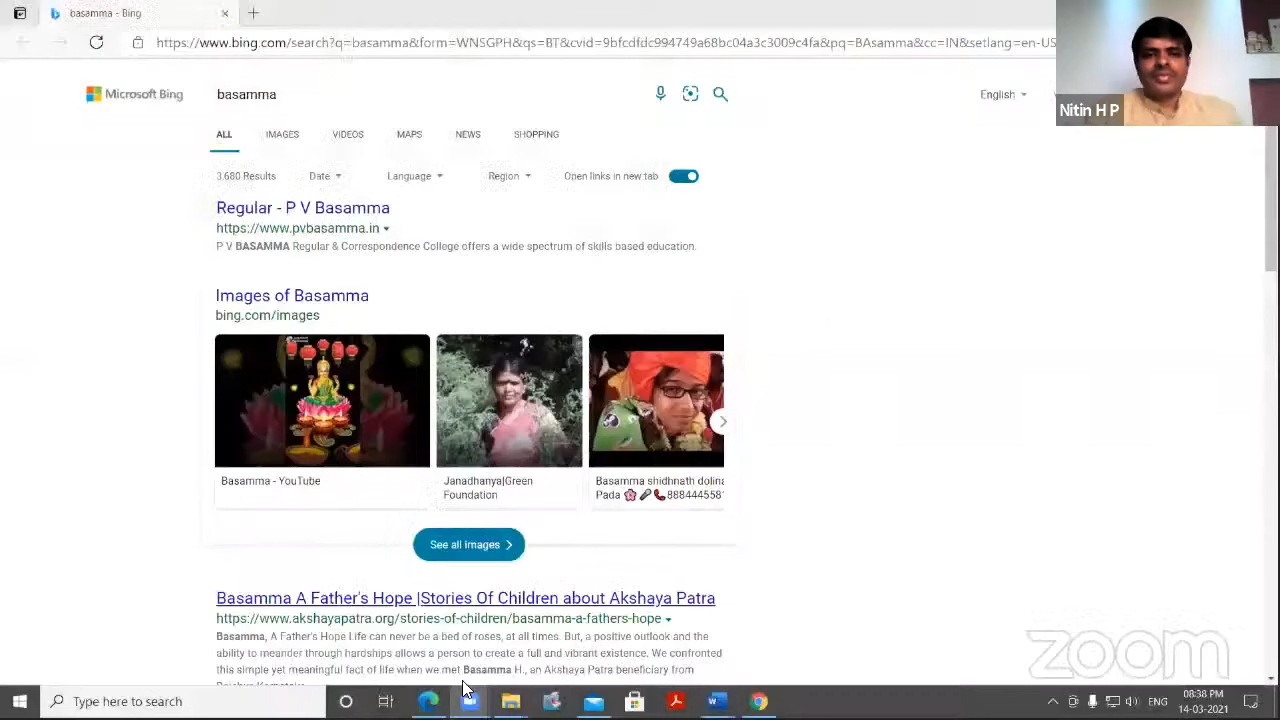 basamma - Bing
https://www.bing.com/search?q=basamma&form=WNSGPH&qs=BT&cvid=9bfcdfdc994749a68bc04a3c3009c4fa&pq=BAsamma&cc=IN&setlang=en-US
Nitin H P
Microsoft Bing
basamma
English
ALL IMAGES VIDEOS MAPS NEWS SHOPPING
3,680 Results Date Language Region Open links in new tab
Regular - P V Basamma
https://www.pvbasamma.in
P V BASAMMA Regular & Correspondence College offers a wide spectrum of skills based education.
Images of Basamma
bing.com/images
Basamma - YouTube
Janadhanya|Green
Foundation
Basamma shidhnath dolina
Pada 🌸🎤📞888444558
See all images
Basamma A Father's Hope |Stories Of Children about Akshaya Patra
https://www.akshayapatra.org/stories-of-children/basamma-a-fathers-hope
Basamma, A Father's Hope Life can never be a bed of roses, at all times. But, a positive outlook and the
ability to meander through hardships allows a person to create a full and vibrant existence. We confronted
this simple yet meaningful fact of life when we met Basamma H., an Akshaya Patra beneficiary from
zoom
Type here to search
ENG
08:38 PM
14-03-2021